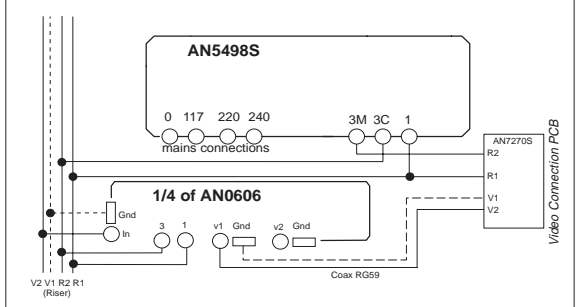 AN5498S
0 117 220 240 3M 3C 1
mains connections
AN7270S
R2
R1
V1
V2
Video Connection PCB
1/4 of AN0606
Gnd
In
3 1 v1 Gnd v2 Gnd
Coax RG59
V2 V1 R2 R1
(Riser)